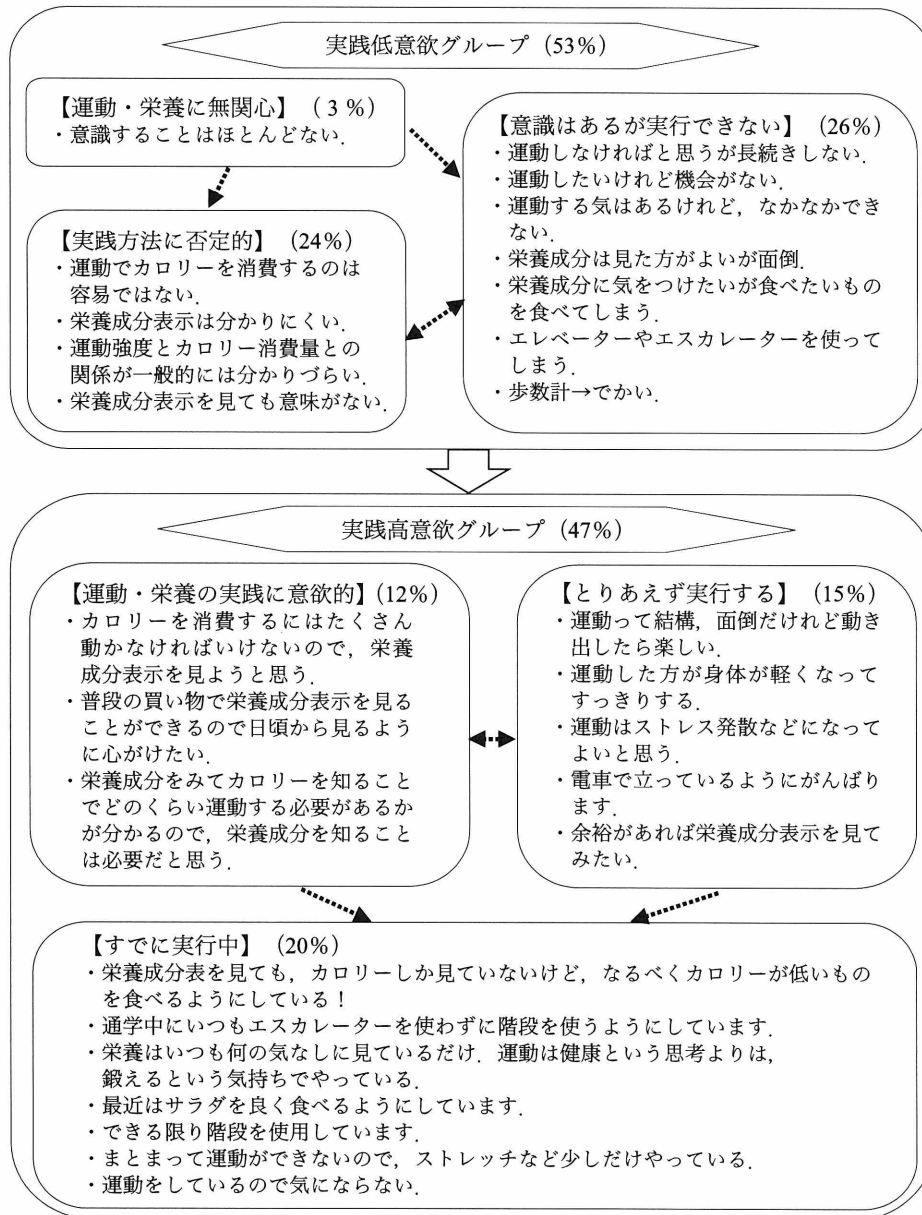 実践低意欲グループ（53%）
【運動・栄養に無関心】（3％）
・意識することはほとんどない．
【意識はあるが実行できない】（26%）
・運動しなければと思うが長続きしない．
・運動したいけれど機会がない．
・運動する気はあるけれど，なかなかでき
ない．
・栄養成分は見た方がよいが面倒．
・栄養成分に気をつけたいが食べたいもの
を食べてしまう．
・エレベーターやエスカレーターを使って
しまう．
・歩数計→でかい．
【実践方法に否定的】（24%）
・運動でカロリーを消費するのは
容易ではない．
・栄養成分表示は分かりにくい．
・運動強度とカロリー消費量との
関係が一般的には分かりづらい．
・栄養成分表示を見ても意味がない．
実践高意欲グループ（47%）
【運動・栄養の実践に意欲的】（12%）
・カロリーを消費するにはたくさん
動かなければいけないので，栄養
成分表示を見ようと思う．
・普段の買い物で栄養成分表示を見る
ことができるので日頃から見るよう
に心がけたい．
・栄養成分をみてカロリーを知ること
でどのくらい運動する必要があるか
が分かるので，栄養成分を知ること
は必要だと思う．
【とりあえず実行する】（15%）
・運動って結構，面倒だけれど動き
出したら楽しい．
・運動した方が身体が軽くなって
すっきりする．
・運動はストレス発散などになって
よいと思う．
・電車で立っているようにがんばり
ます．
・余裕があれば栄養成分表示を見て
みたい．
【すでに実行中】（20%）
・栄養成分表を見ても，カロリーしか見ていないけど，なるべくカロリーが低いもの
を食べるようにしている！
・通学中にいつもエスカレーターを使わずに階段を使うようにしています．
・栄養はいつも何の気なしに見ているだけ．運動は健康という思考よりは，
鍛えるという気持ちでやっている．
・最近はサラダを良く食べるようにしています．
・できる限り階段を使用しています．
・まとまって運動ができないので，ストレッチなど少しだけやっている．
・運動をしているので気にならない．